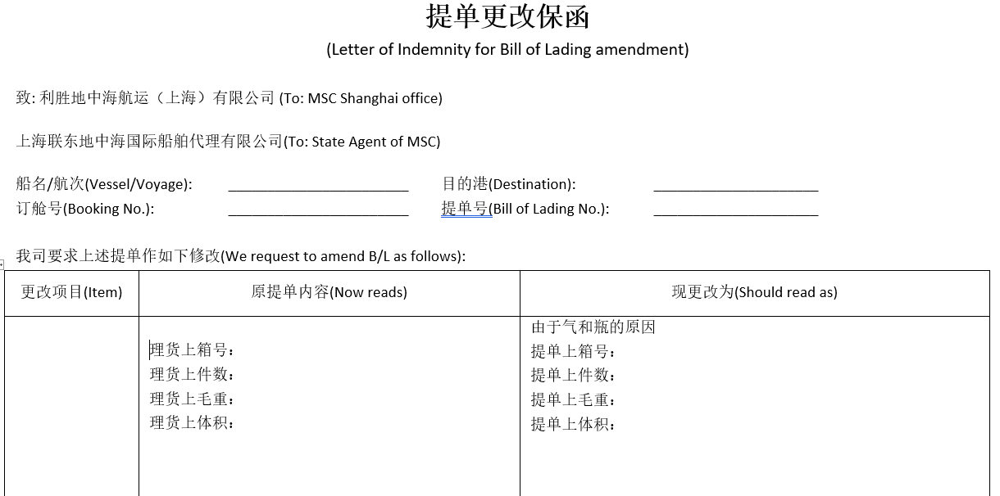 提单更改保函
(Letter of Indemnity for Bill of Lading amendment)
致: 利胜地中海航运（上海）有限公司 (To: MSC Shanghai office)
上海联东地中海国际船舶代理有限公司(To: State Agent of MSC)
船名/航次(Vessel/Voyage): ______________________ 目的港(Destination): ____________________
订舱号(Booking No.): ______________________ 提单号(Bill of Lading No.): ____________________
我司要求上述提单作如下修改(We request to amend B/L as follows):
更改项目(Item) 原提单内容(Now reads) 现更改为(Should read as)
由于气和瓶的原因
理货上箱号： 提单上箱号：
理货上件数： 提单上件数：
理货上毛重： 提单上毛重：
理货上体积： 提单上体积：